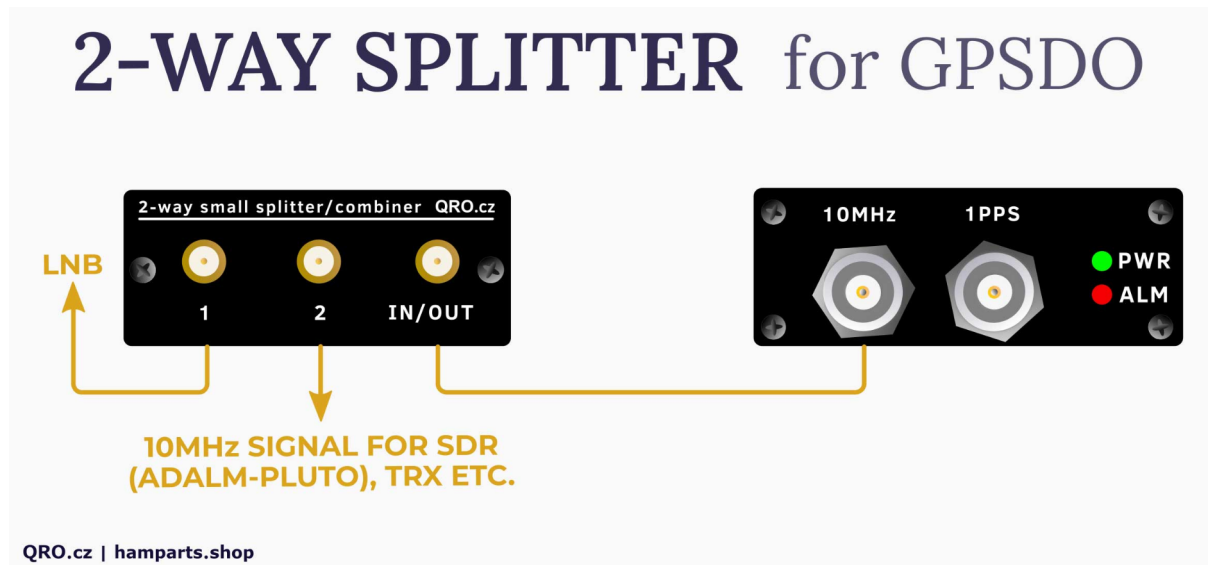 2-WAY SPLITTER for GPSDO
2-way small splitter/combiner QRO.cz
1
2
IN/OUT
LNB
10MHz
1PPS
PWR
ALM
10MHz SIGNAL FOR SDR
(ADALM-PLUTO), TRX ETC.
QRO.cz | hamparts.shop